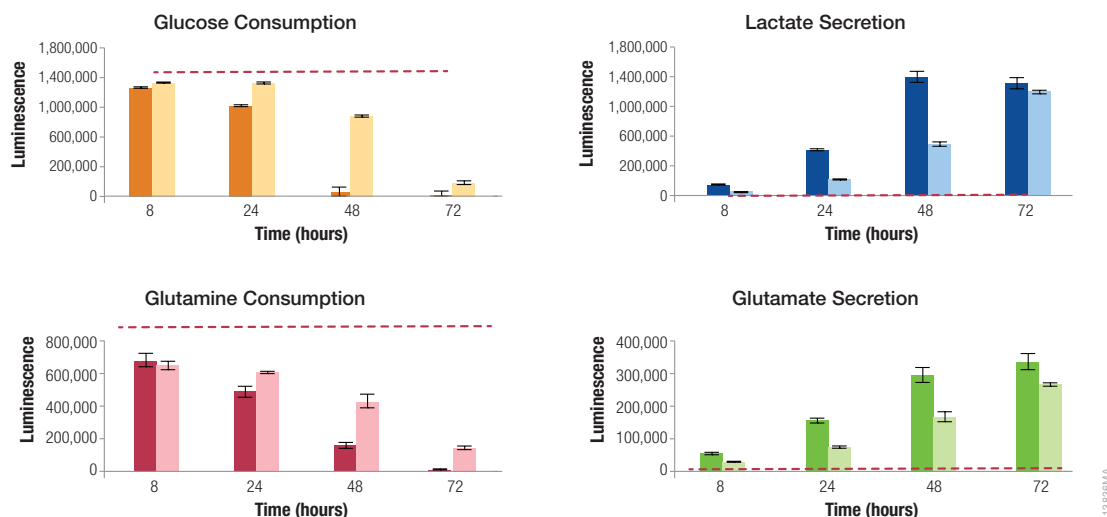 Glucose Consumption
Luminescence
1,800,000
1,400,000
1,000,000
600,000
200,000
0
8 24 48 72
Time (hours)
Lactate Secretion
Luminescence
1,800,000
1,400,000
1,000,000
600,000
200,000
0
8 24 48 72
Time (hours)
Glutamine Consumption
Luminescence
800,000
600,000
400,000
200,000
0
8 24 48 72
Time (hours)
Glutamate Secretion
Luminescence
400,000
300,000
200,000
100,000
0
8 24 48 72
Time (hours)
13836MA